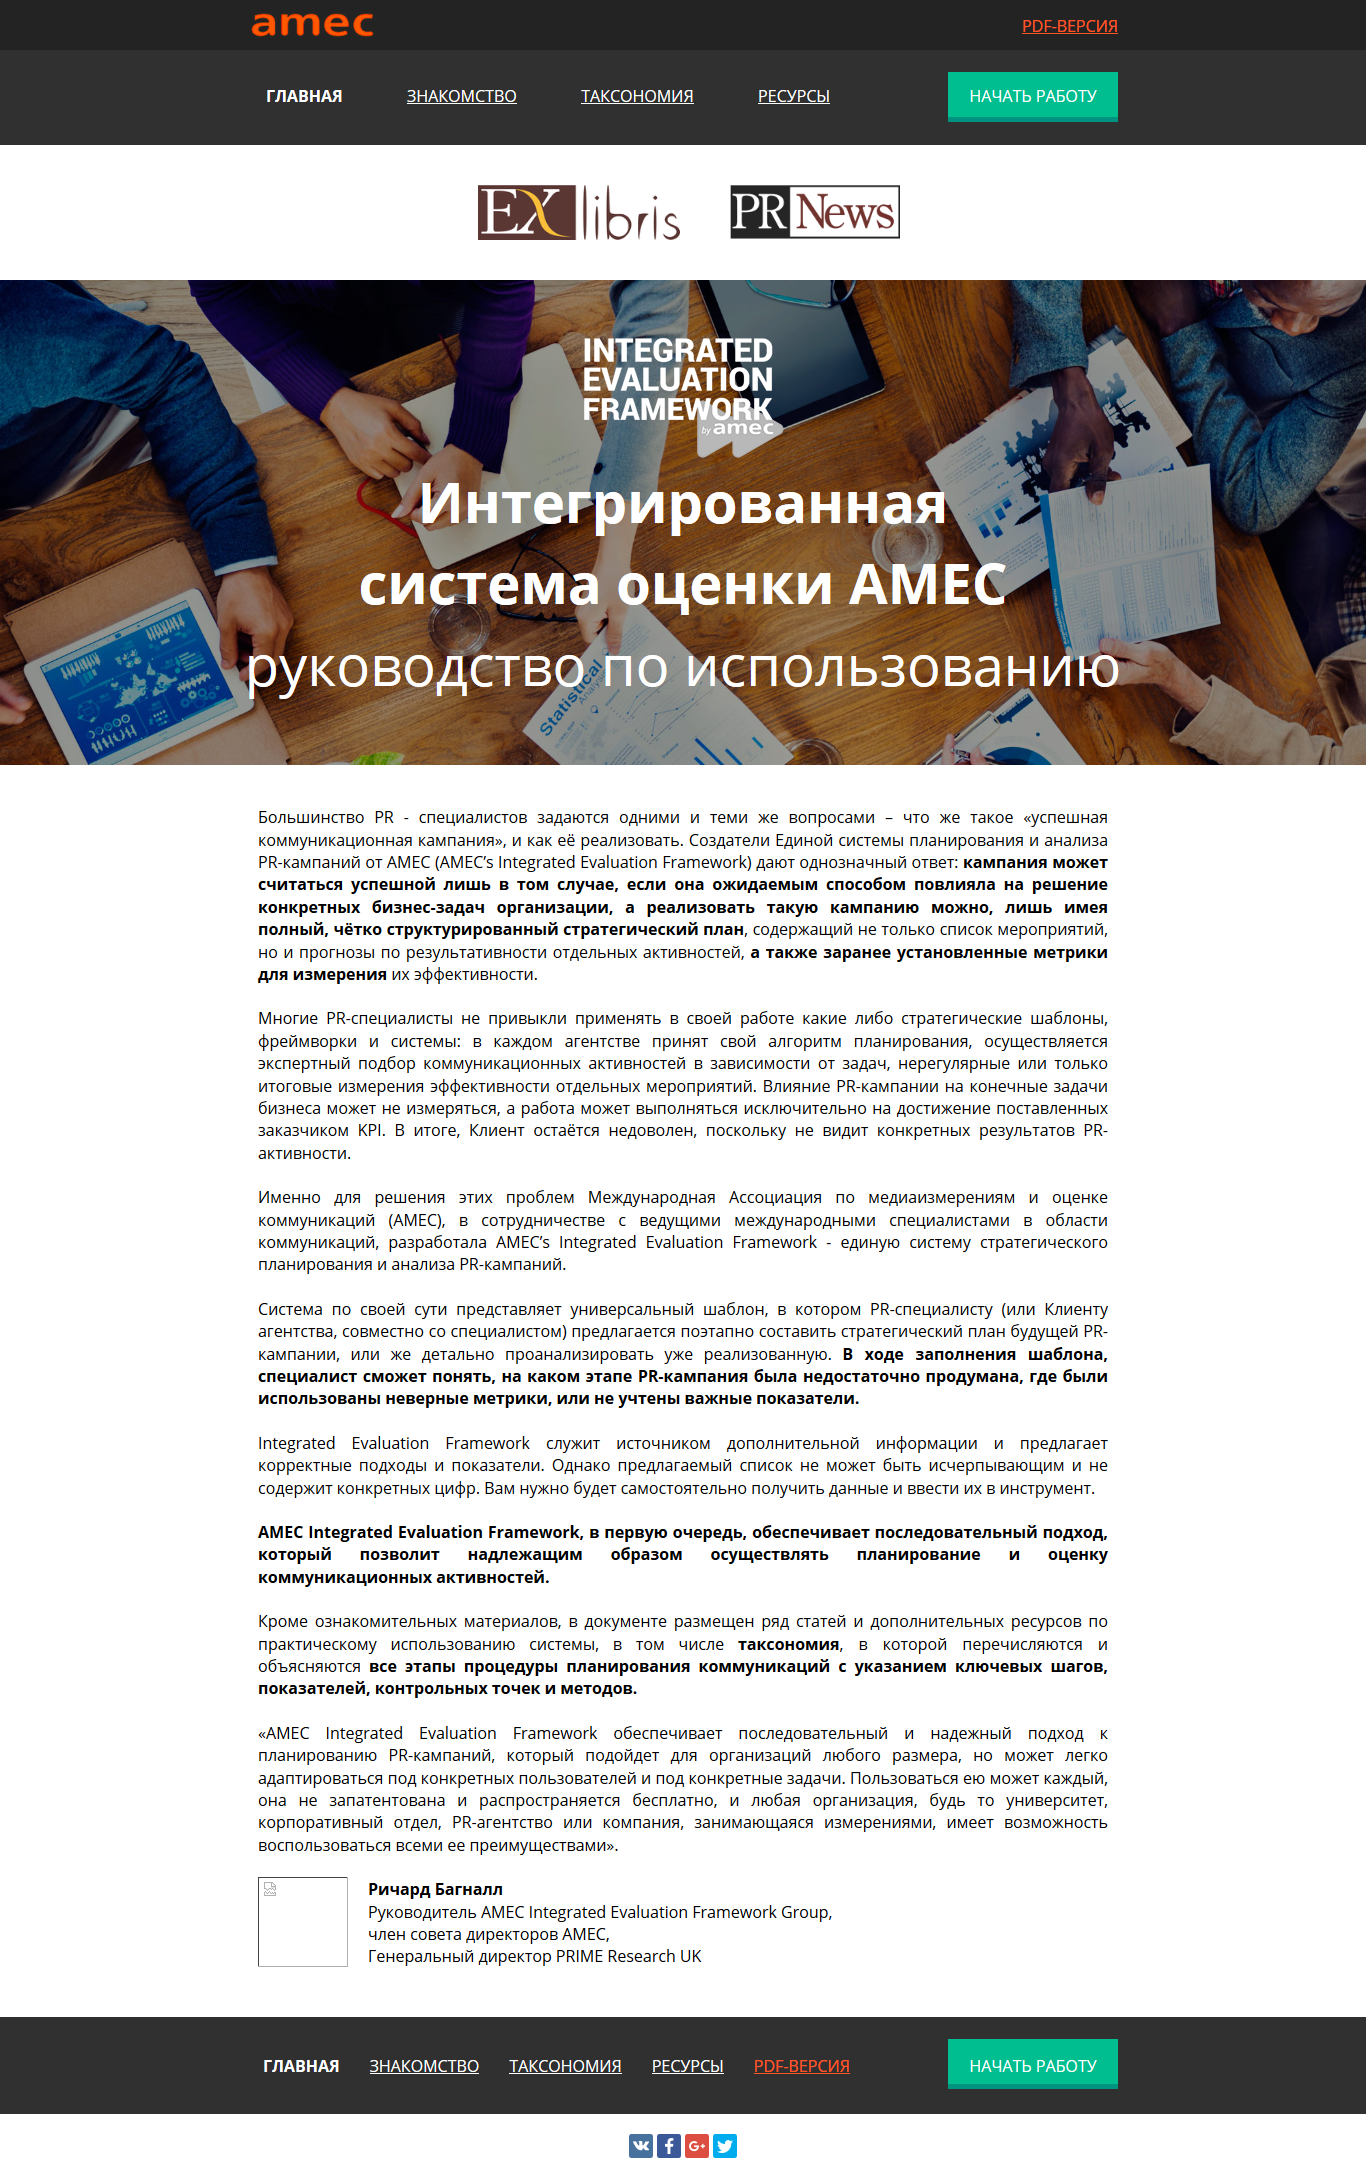 amec
PDF-ВЕРСИЯ
ГЛАВНАЯ
ЗНАКОМСТВО
ТАКСОНОМИЯ
РЕСУРСЫ
НАЧАТЬ РАБОТУ
EX libris
PR News
INTEGRATED
EVALUATION
FRAMEWORK
by amec
Интегрированная
система оценки AMEC
руководство по использованию
Statistical
Большинство PR - специалистов задаются одними и теми же вопросами – что же такое «успешная
коммуникационная кампания», и как её реализовать. Создатели Единой системы планирования и анализа
PR-кампаний от AMEC (AMEC’s Integrated Evaluation Framework) дают однозначный ответ: кампания может
считаться успешной лишь в том случае, если она ожидаемым способом повлияла на решение
конкретных бизнес-задач организации, а реализовать такую кампанию можно, лишь имея
полный, чётко структурированный стратегический план, содержащий не только список мероприятий,
но и прогнозы по результативности отдельных активностей, а также заранее установленные метрики
для измерения их эффективности.
Многие PR-специалисты не привыкли применять в своей работе какие либо стратегические шаблоны,
фреймворки и системы: в каждом агентстве принят свой алгоритм планирования, осуществляется
экспертный подбор коммуникационных активностей в зависимости от задач, нерегулярные или только
итоговые измерения эффективности отдельных мероприятий. Влияние PR-кампании на конечные задачи
бизнеса может не измеряться, а работа может выполняться исключительно на достижение поставленных
заказчиком KPI. В итоге, Клиент остаётся недоволен, поскольку не видит конкретных результатов PR-
активности.
Именно для решения этих проблем Международная Ассоциация по медиаизмерениям и оценке
коммуникаций (AMEC), в сотрудничестве с ведущими международными специалистами в области
коммуникаций, разработала AMEC’s Integrated Evaluation Framework - единую систему стратегического
планирования и анализа PR-кампаний.
Система по своей сути представляет универсальный шаблон, в котором PR-специалисту (или Клиенту
агентства, совместно со специалистом) предлагается поэтапно составить стратегический план будущей PR-
кампании, или же детально проанализировать уже реализованную. В ходе заполнения шаблона,
специалист сможет понять, на каком этапе PR-кампания была недостаточно продумана, где были
использованы неверные метрики, или не учтены важные показатели.
Integrated Evaluation Framework служит источником дополнительной информации и предлагает
корректные подходы и показатели. Однако предлагаемый список не может быть исчерпывающим и не
содержит конкретных цифр. Вам нужно будет самостоятельно получить данные и ввести их в инструмент.
AMEC Integrated Evaluation Framework, в первую очередь, обеспечивает последовательный подход,
который позволит надлежащим образом осуществлять планирование и оценку
коммуникационных активностей.
Кроме ознакомительных материалов, в документе размещен ряд статей и дополнительных ресурсов по
практическому использованию системы, в том числе таксономия, в которой перечисляются и
объясняются все этапы процедуры планирования коммуникаций с указанием ключевых шагов,
показателей, контрольных точек и методов.
«AMEC Integrated Evaluation Framework обеспечивает последовательный и надежный подход к
планированию PR-кампаний, который подойдет для организаций любого размера, но может легко
адаптироваться под конкретных пользователей и под конкретные задачи. Пользоваться ею может каждый,
она не запатентована и распространяется бесплатно, и любая организация, будь то университет,
корпоративный отдел, PR-агентство или компания, занимающаяся измерениями, имеет возможность
воспользоваться всеми ее преимуществами».
Ричард Багналл
Руководитель AMEC Integrated Evaluation Framework Group,
член совета директоров AMEC,
Генеральный директор PRIME Research UK
ГЛАВНАЯ
ЗНАКОМСТВО
ТАКСОНОМИЯ
РЕСУРСЫ
PDF-ВЕРСИЯ
НАЧАТЬ РАБОТУ